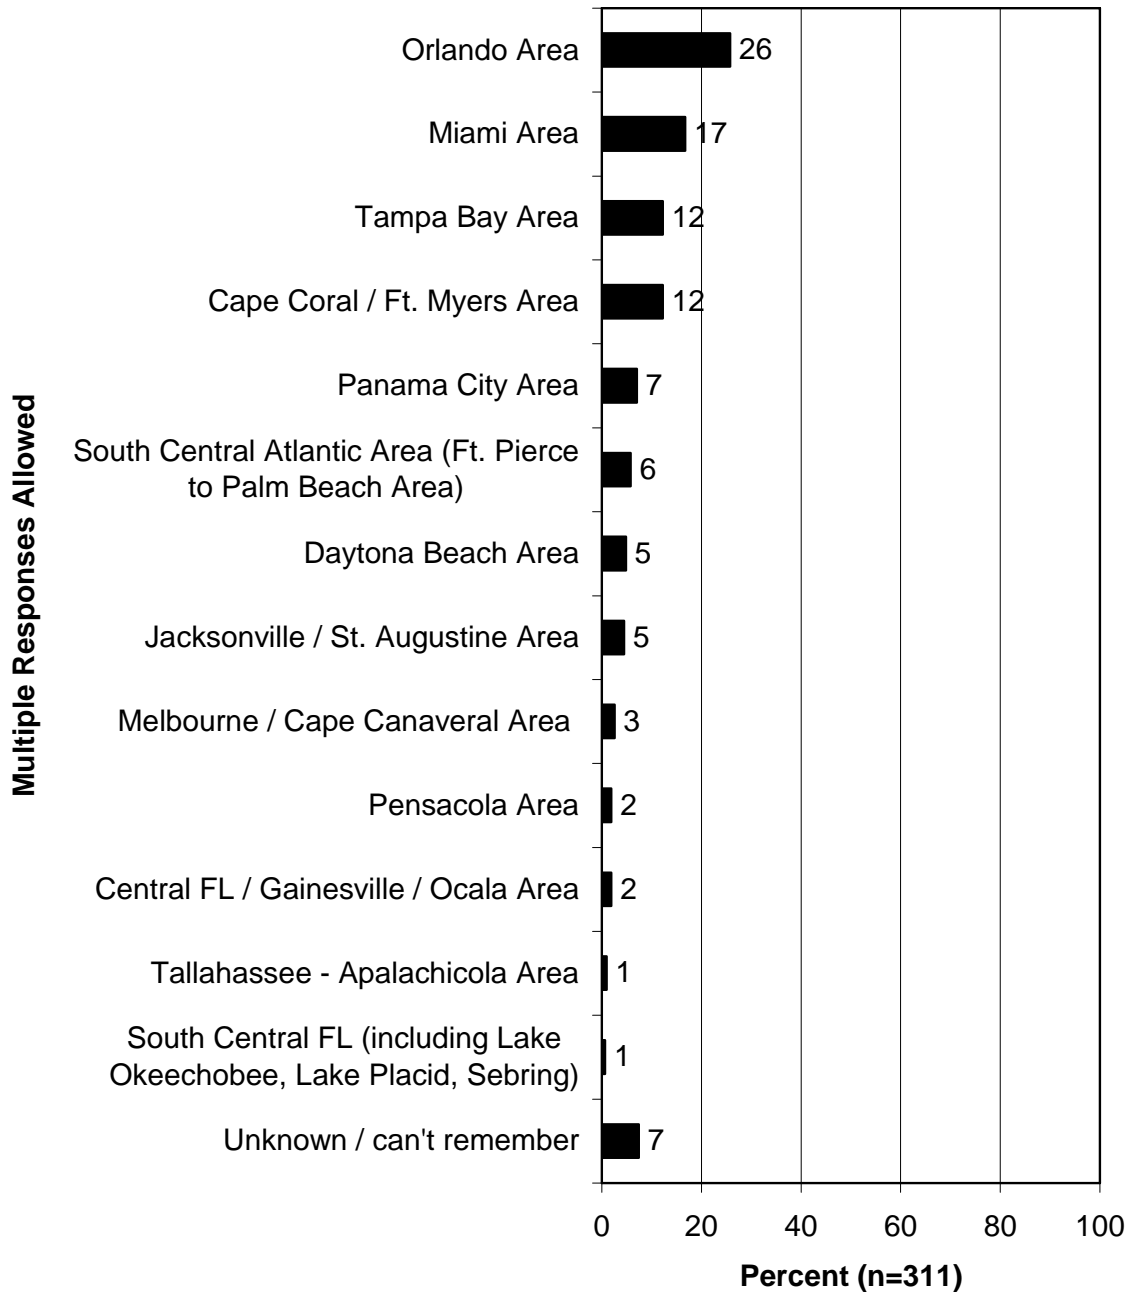 Multiple Responses Allowed
Orlando Area 26
Miami Area 17
Tampa Bay Area 12
Cape Coral / Ft. Myers Area 12
Panama City Area 7
South Central Atlantic Area (Ft. Pierce
to Palm Beach Area) 6
Daytona Beach Area 5
Jacksonville / St. Augustine Area 5
Melbourne / Cape Canaveral Area 3
Pensacola Area 2
Central FL / Gainesville / Ocala Area 2
Tallahassee - Apalachicola Area 1
South Central FL (including Lake
Okeechobee, Lake Placid, Sebring) 1
Unknown / can't remember 7
0 20 40 60 80 100
Percent (n=311)